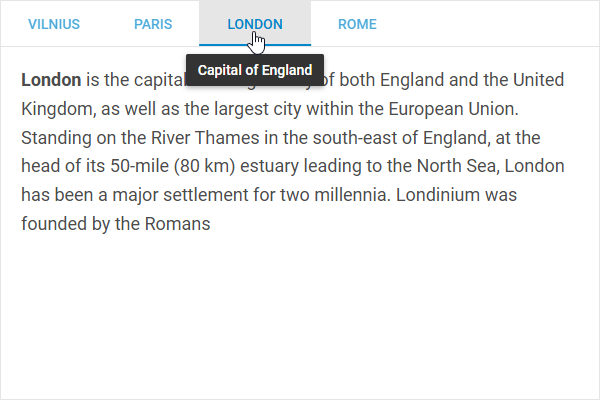 VILNIUS PARIS LONDON ROME
Capital of England
London is the capital of both England and the United
Kingdom, as well as the largest city within the European Union.
Standing on the River Thames in the south-east of England, at the
head of its 50-mile (80 km) estuary leading to the North Sea, London
has been a major settlement for two millennia. Londinium was
founded by the Romans